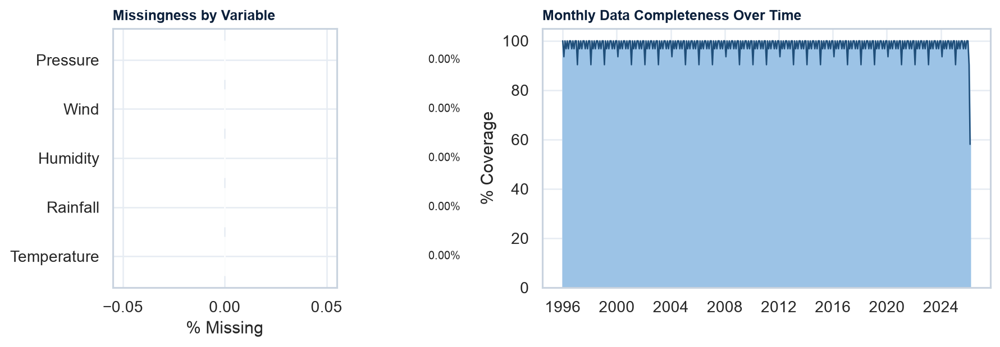 Missingness by Variable
Pressure
Wind
Humidity
Rainfall
Temperature
0.00%
0.00%
0.00%
0.00%
0.00%
−0.05 0.00 0.05
% Missing
Monthly Data Completeness Over Time
% Coverage
100
80
60
40
20
0
1996 2000 2004 2008 2012 2016 2020 2024